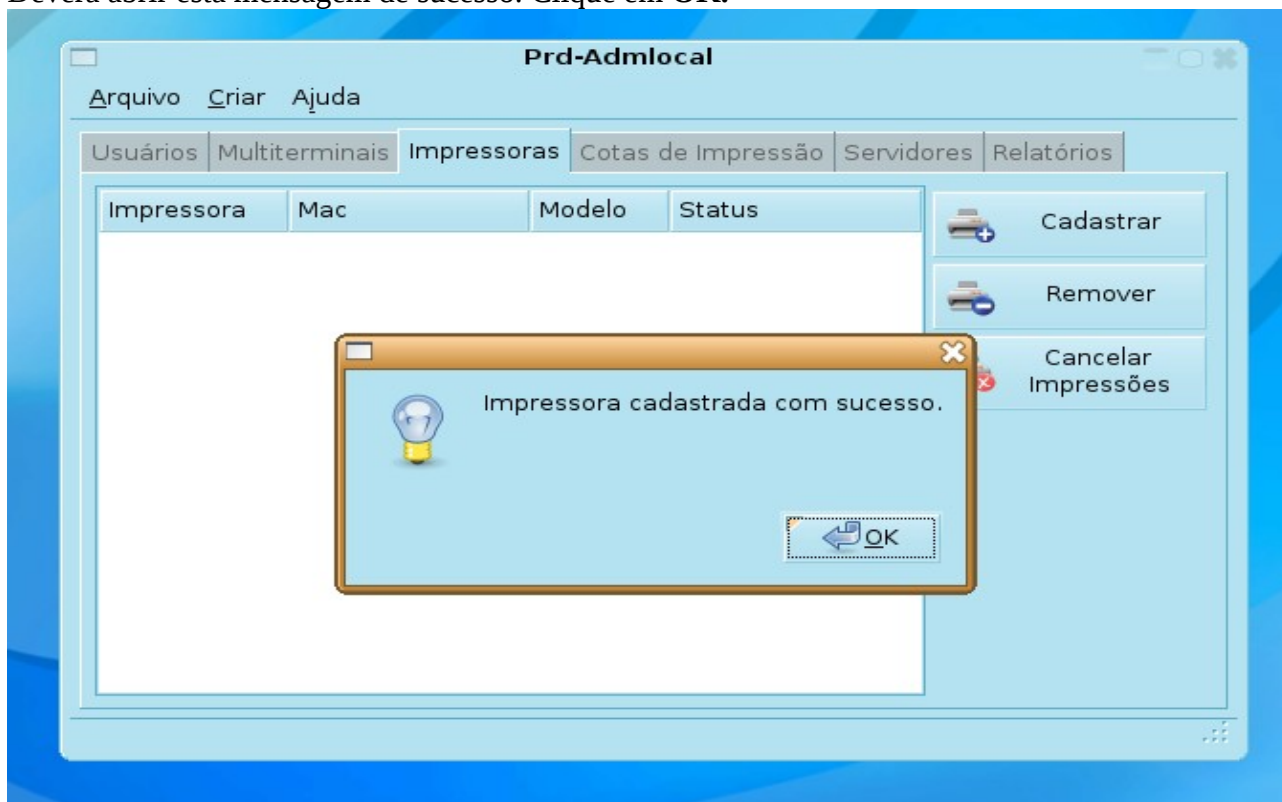 Deverá abrir esta mensagem de sucesso. Clique em OK.
Prd-Admlocal
Arquivo Criar Ajuda
Usuários Multiterminais Impressoras Cotas de Impressão Servidores Relatórios
Impressora Mac Modelo Status
Cadastrar
Remover
Cancelar
Impressões
Impressora cadastrada com sucesso.
OK